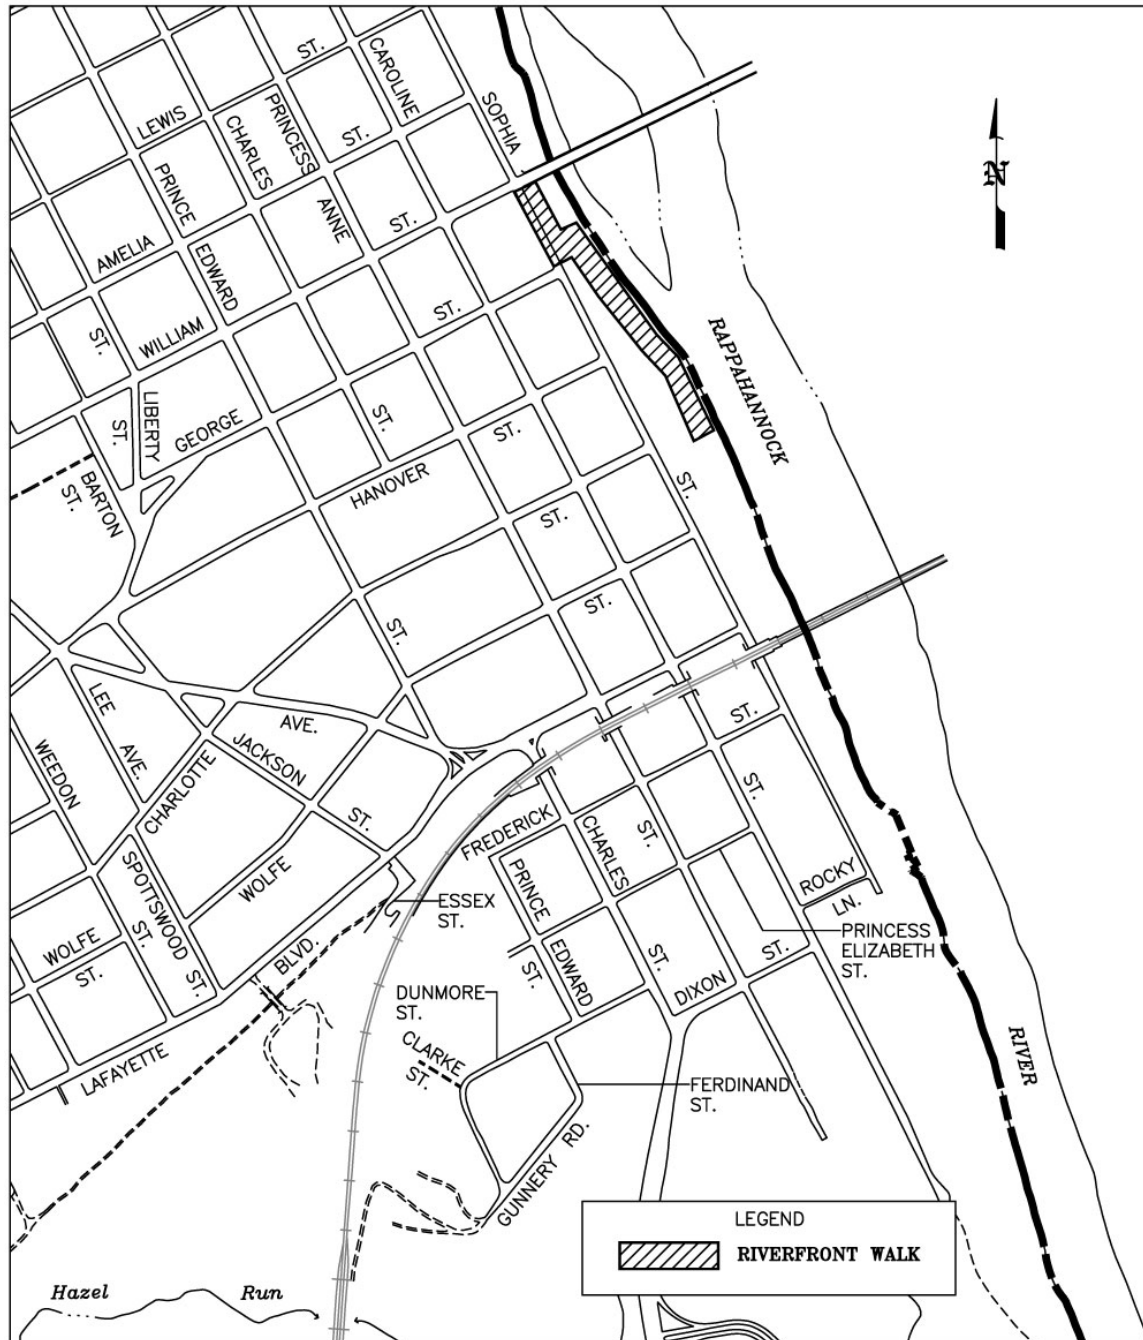 ST.
CAROLINE
SOPHIA
LEWIS
CHARLES
PRINCESS
ST.
PRINCE
ANNE
ST.
AMELIA
EDWARD
ST.
WILLIAM
ST.
RAPPAHANNOCK
LIBERTY
ST.
GEORGE
ST.
ST.
BARTON
ST.
HANOVER
ST.
ST.
ST.
ST.
LEE
AVE.
AVE.
ST.
WEEDON
JACKSON
CHARLOTTE
ST.
ST.
FREDERICK
CHARLES
ST.
PRINCE
ROCKY
LN.
SPOTTSWOOD
ST.
WOLFE
ESSEX
ST.
WOLFE
ST.
ST.
BLVD.
EDWARD
ST.
ST.
ST.
PRINCESS
ELIZABETH
ST.
DUNMORE
ST.
DIXON
CLARKE
ST.
LAFAYETTE
RIVER
FERDINAND
ST.
GUNNERY RD.
LEGEND
RIVERFRONT WALK
Hazel Run
N